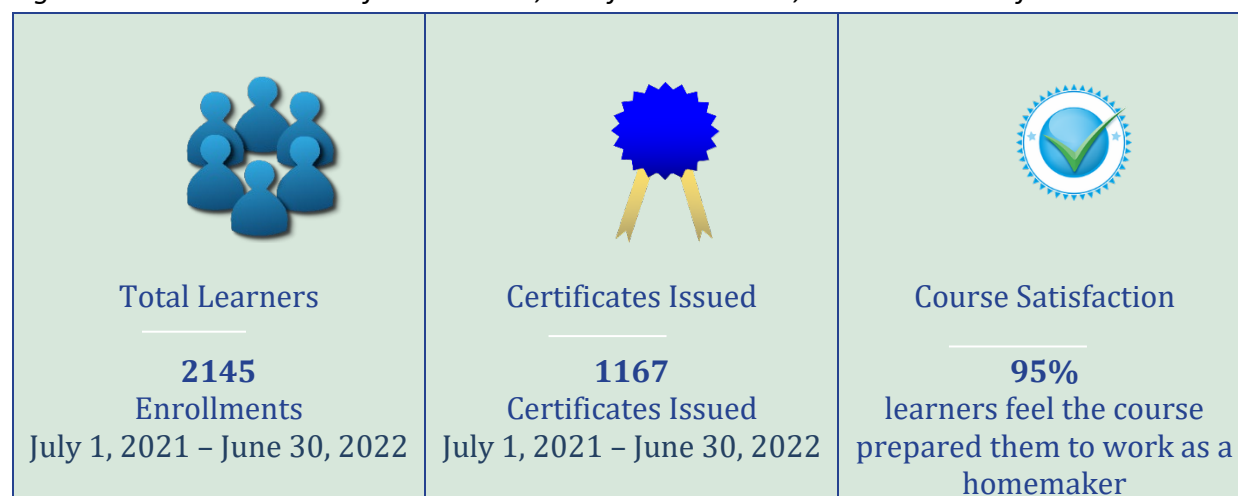 Total Learners
2145
Enrollments
July 1, 2021 – June 30, 2022
Certificates Issued
1167
Certificates Issued
July 1, 2021 – June 30, 2022
Course Satisfaction
95%
learners feel the course
prepared them to work as a
homemaker